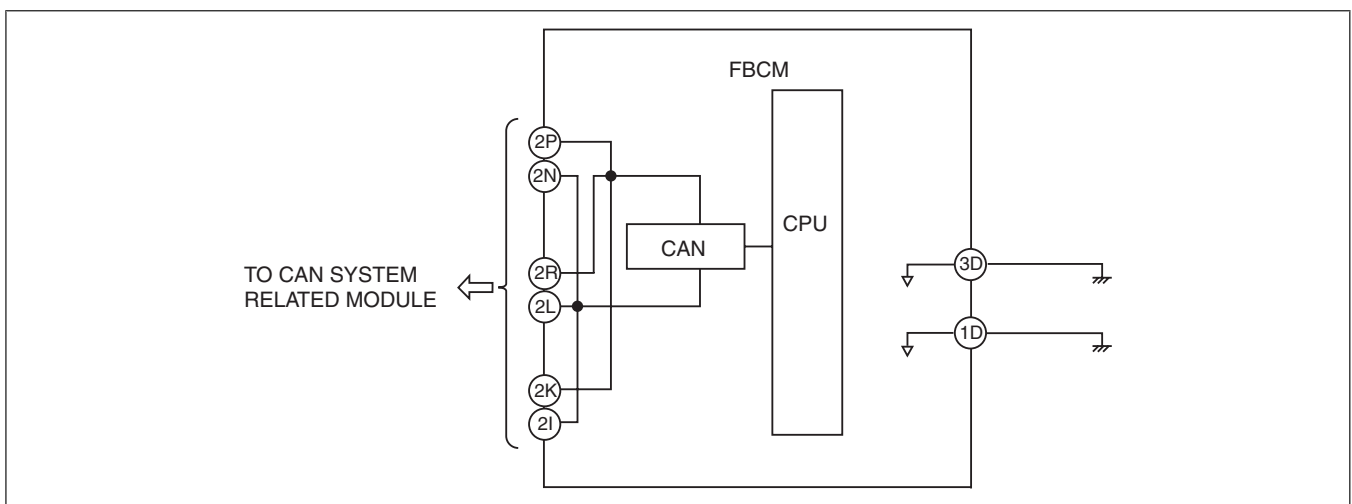 FBCM
2P
2N
CPU
CAN
2R
3D
TO CAN SYSTEM
RELATED MODULE
2L
1D
2K
2I